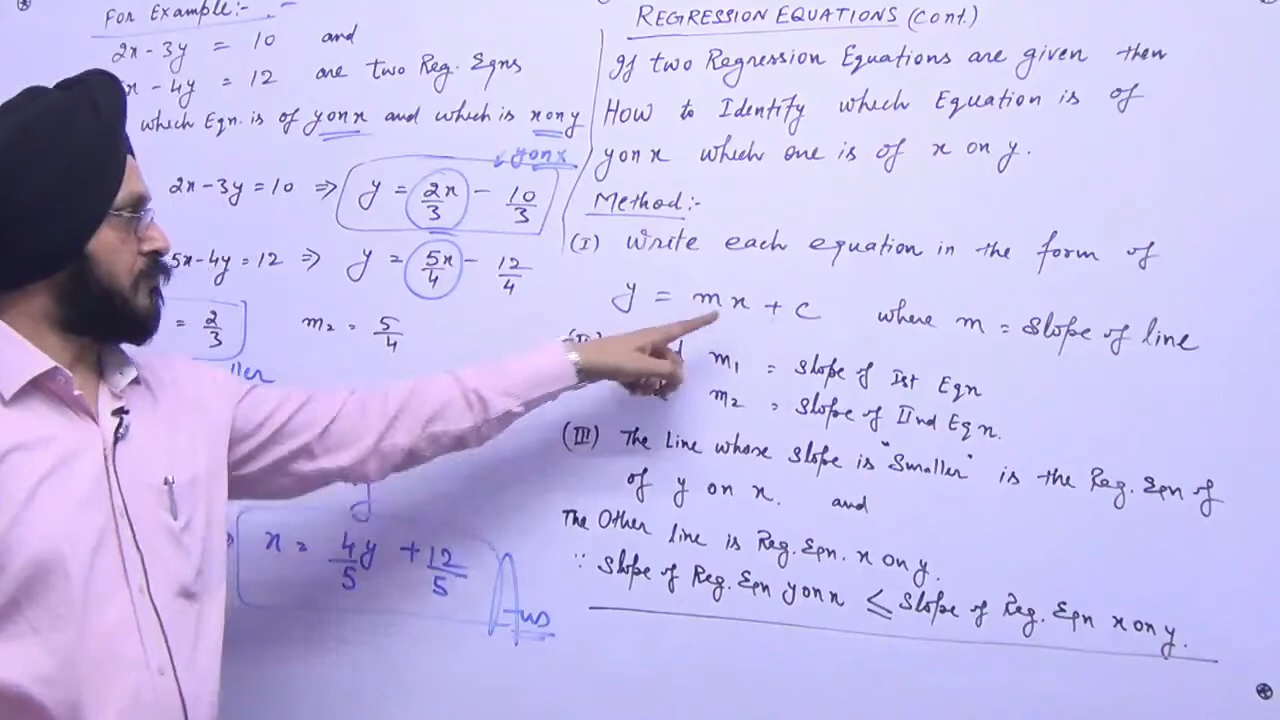 For Example:-
2x - 3y = 10 and
x - 4y = 12 are two Reg. Eqns
which Eqn. is of y on x and which is x on y
y on x
2x - 3y = 10 ⇒ y = 2x/3 - 10/3
5x - 4y = 12 ⇒ y = 5x/4 - 12/4
= 2/3 m2 = 5/4
ller
y
x = 4/5 y + 12/5
Ans
REGRESSION EQUATIONS (Cont.)
If two Regression Equations are given then
How to Identify which Equation is of
y on x which one is of x on y.
Method:-
(I) Write each equation in the form of
y = mx + c where m = Slope of line
m1 = Slope of Ist Eqn
m2 = Slope of IInd Eqn.
(III) The Line whose slope is "Smaller" is the Reg. Eqn of
of y on x. and
The Other line is Reg. Eqn. x on y.
∵ Slope of Reg. Eqn y on x ≤ Slope of Reg. Eqn x on y.